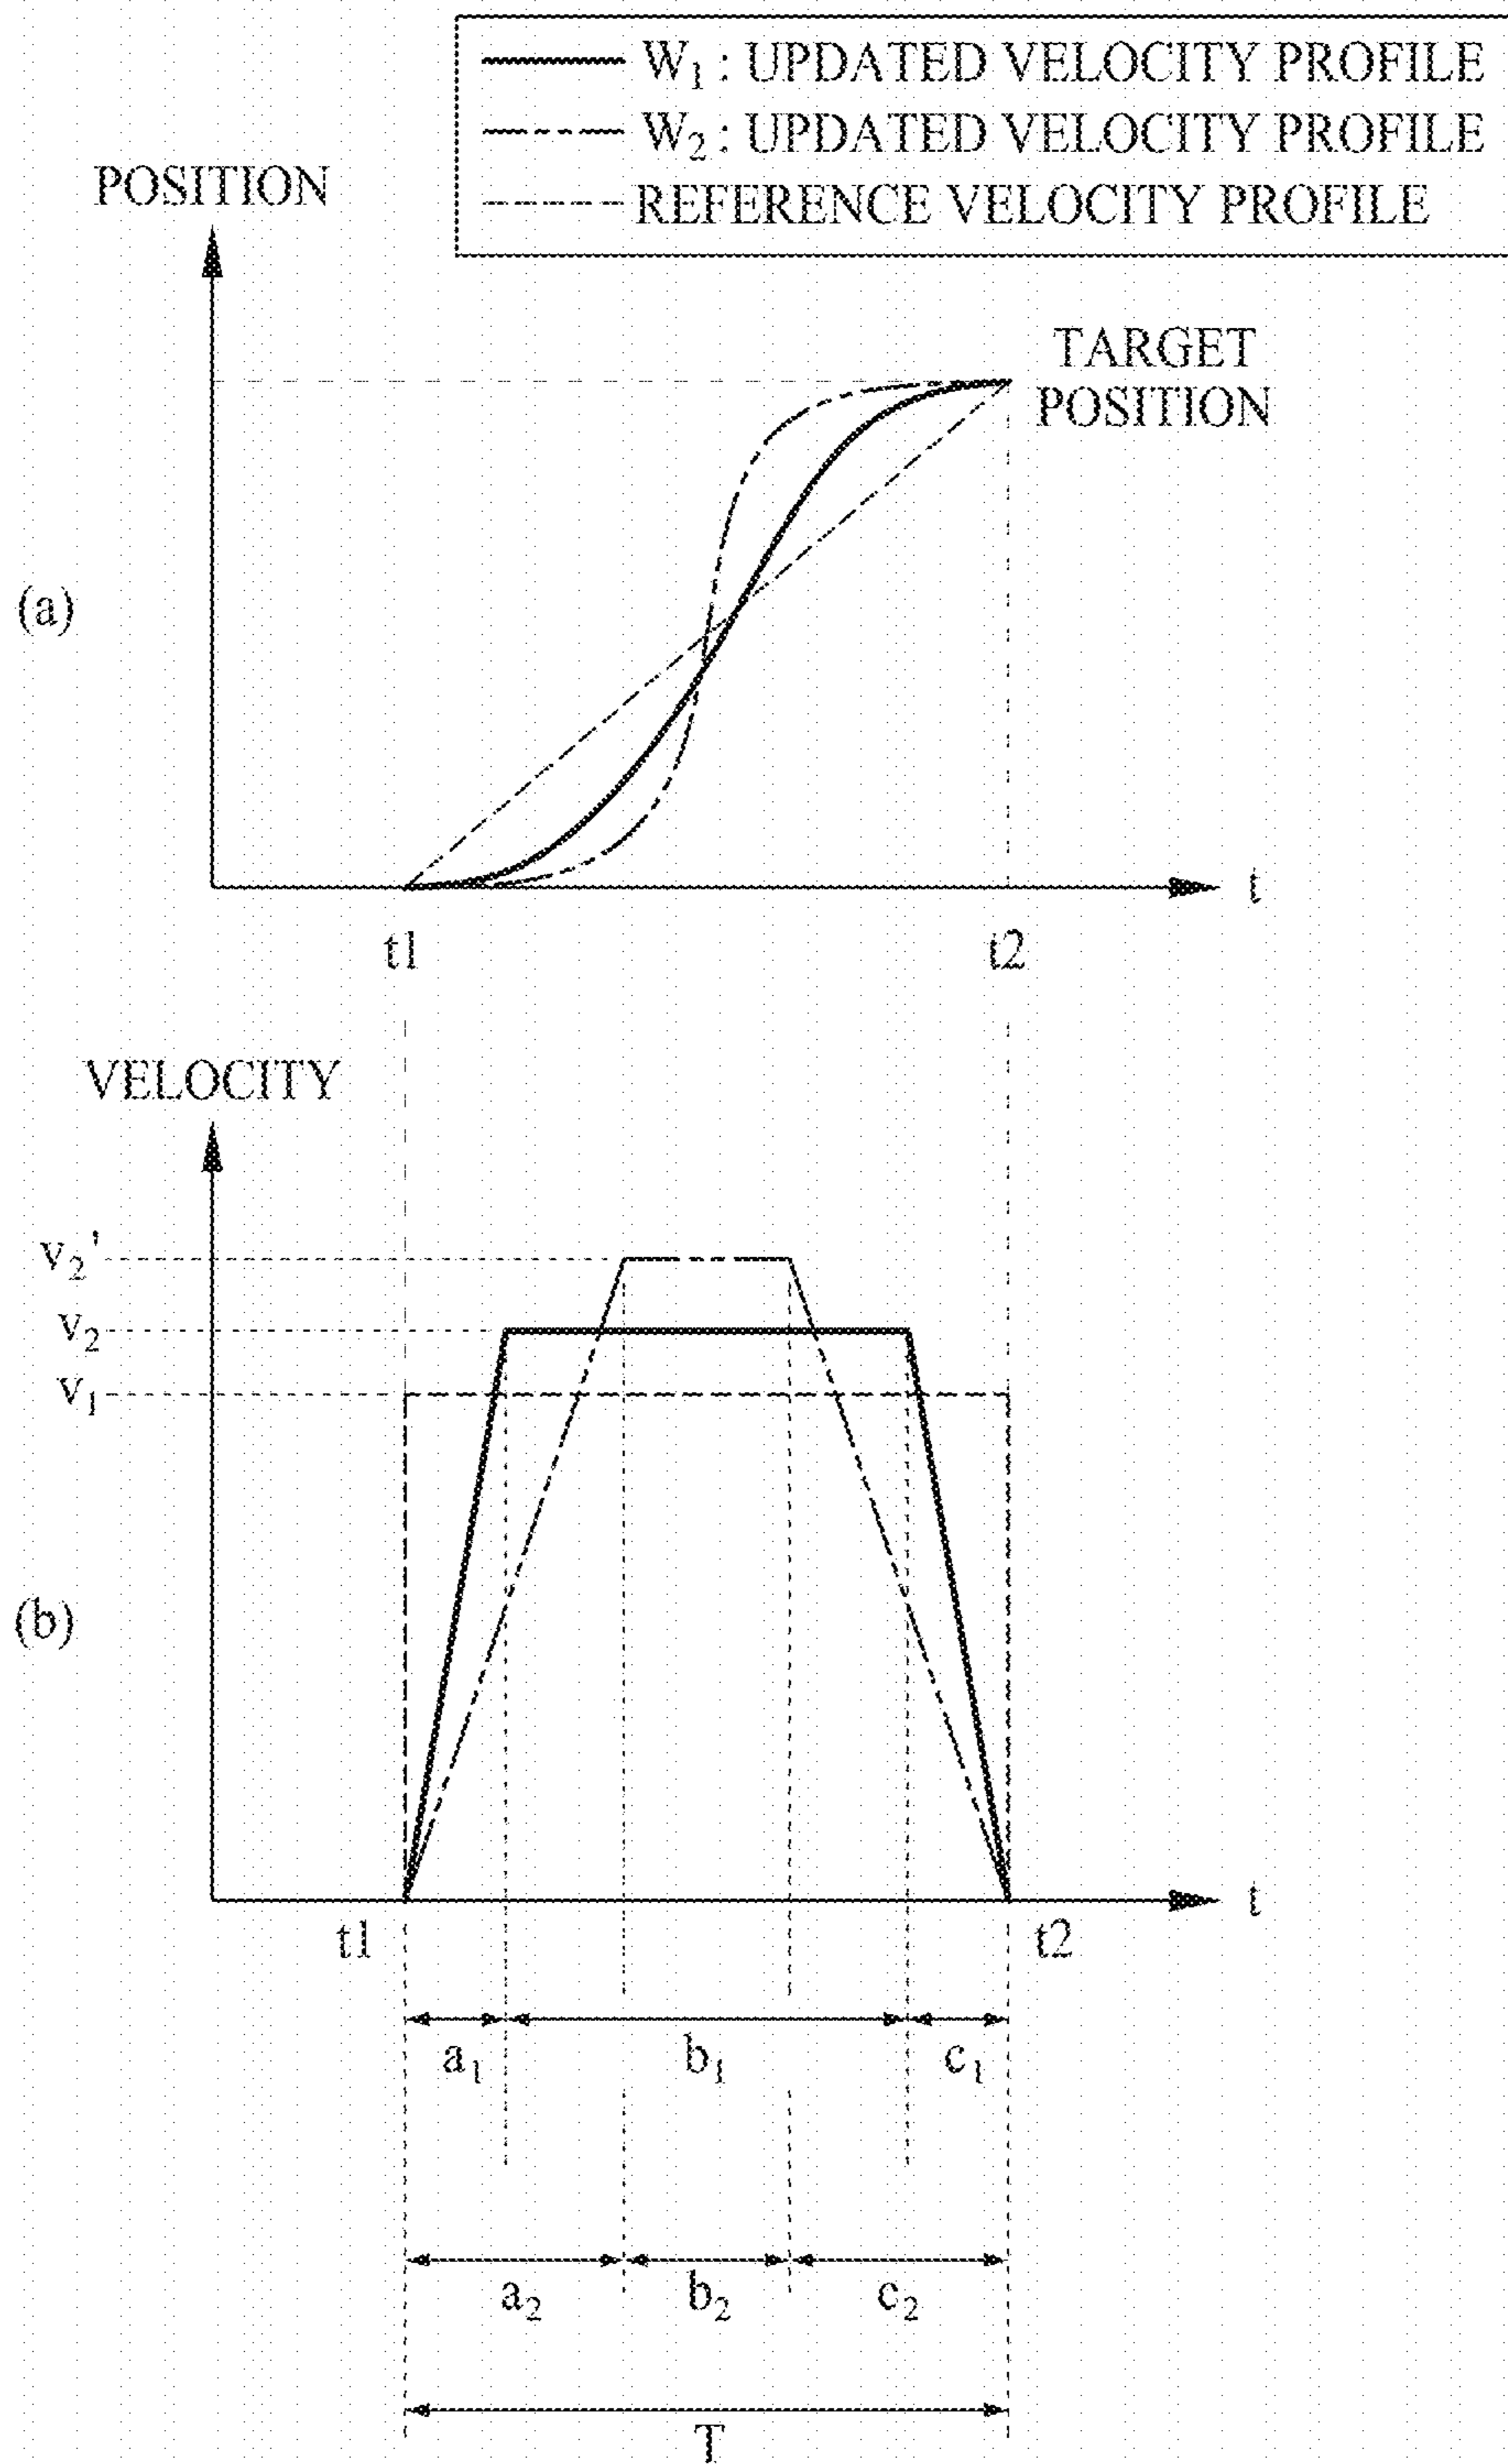 W₁ : UPDATED VELOCITY PROFILE
W₂ : UPDATED VELOCITY PROFILE
REFERENCE VELOCITY PROFILE
POSITION
TARGET
POSITION
(a)
t
t1
t2
VELOCITY
v₂'
v₂
v₁
(b)
t
t1
t2
a₁
b₁
c₁
a₂
b₂
c₂
T